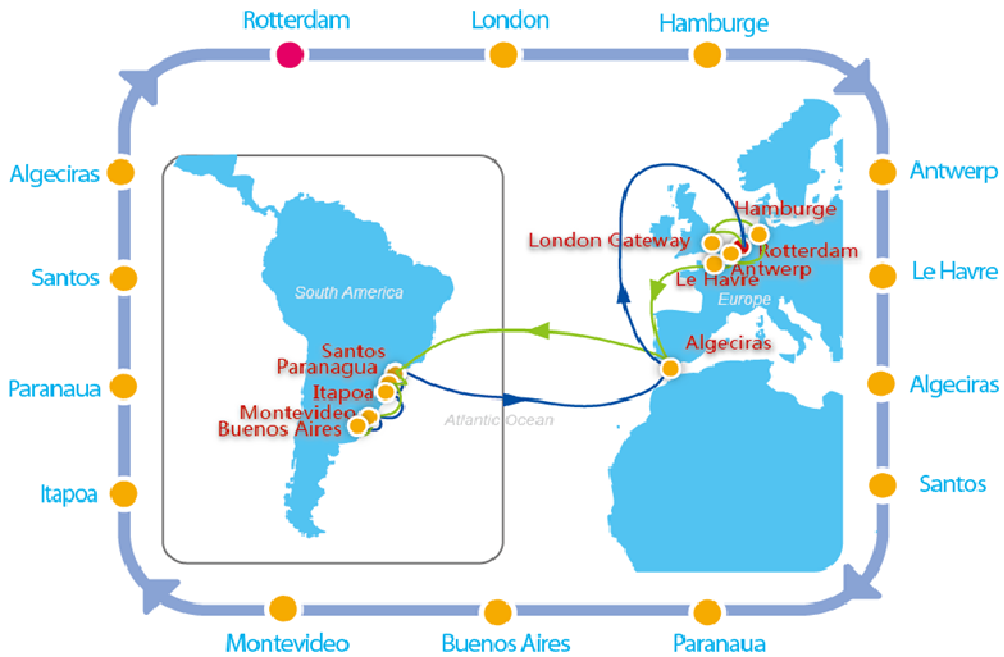 Rotterdam
London
Hamburge
Algeciras
Antwerp
Hamburge
London Gateway
Rotterdam
Antwerp
Le Havre
Santos
South America
Europe
Le Havre
Algeciras
Santos
Paranagua
Paranaua
Itapoa
Algeciras
Montevideo
Atlantic Ocean
Buenos Aires
Itapoa
Santos
Montevideo
Buenos Aires
Paranaua